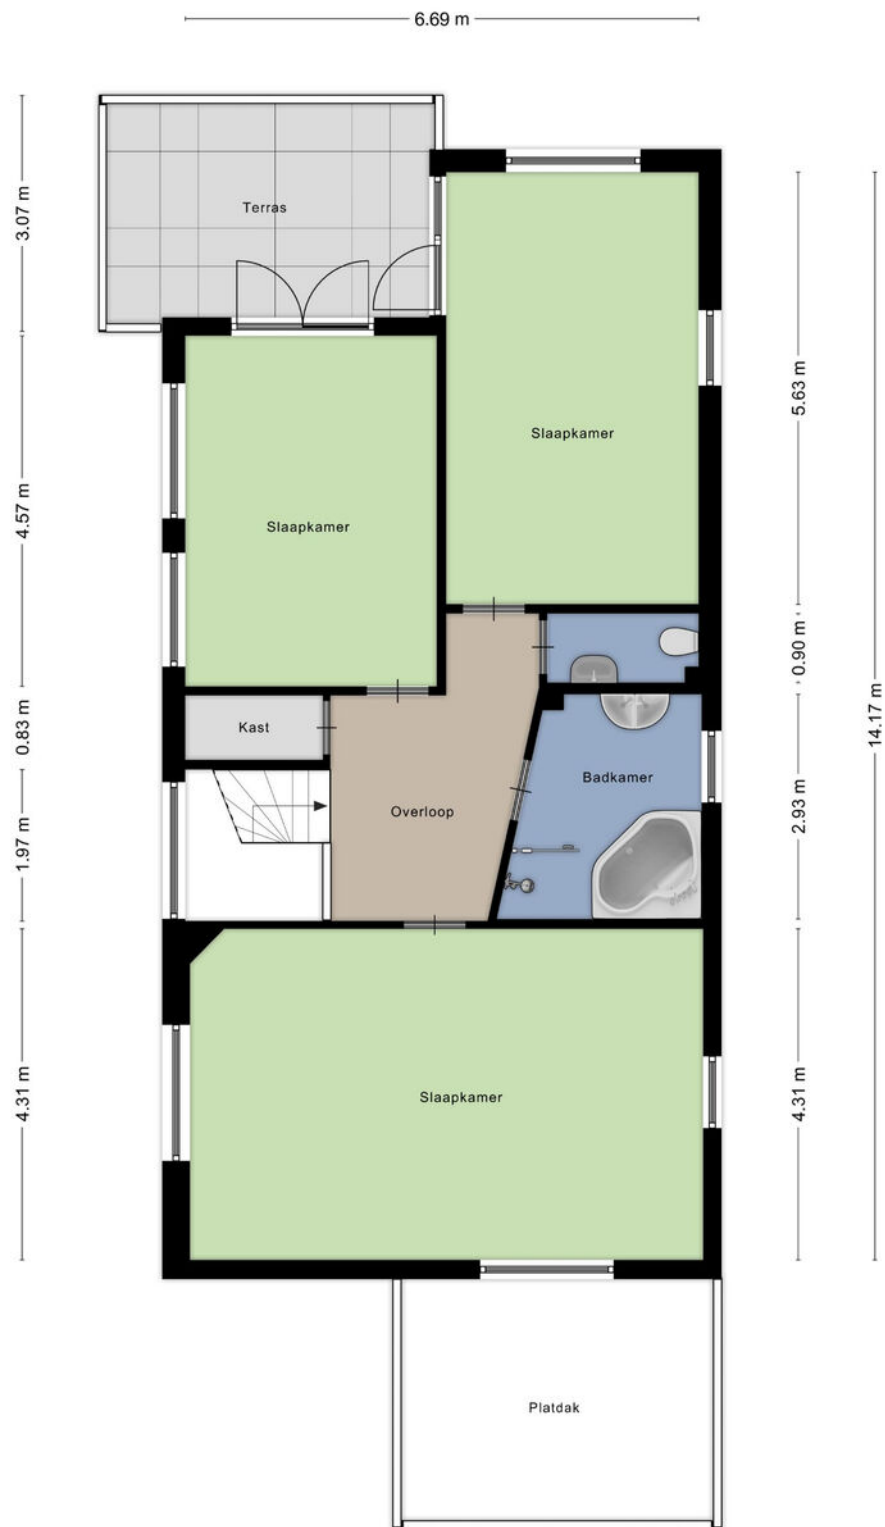 6.69 m
3.07 m
Terras
5.63 m
Slaapkamer
4.57 m
Slaapkamer
0.90 m
14.17 m
0.83 m
Kast
Badkamer
Overloop
2.93 m
1.97 m
4.31 m
Slaapkamer
4.31 m
Platdak